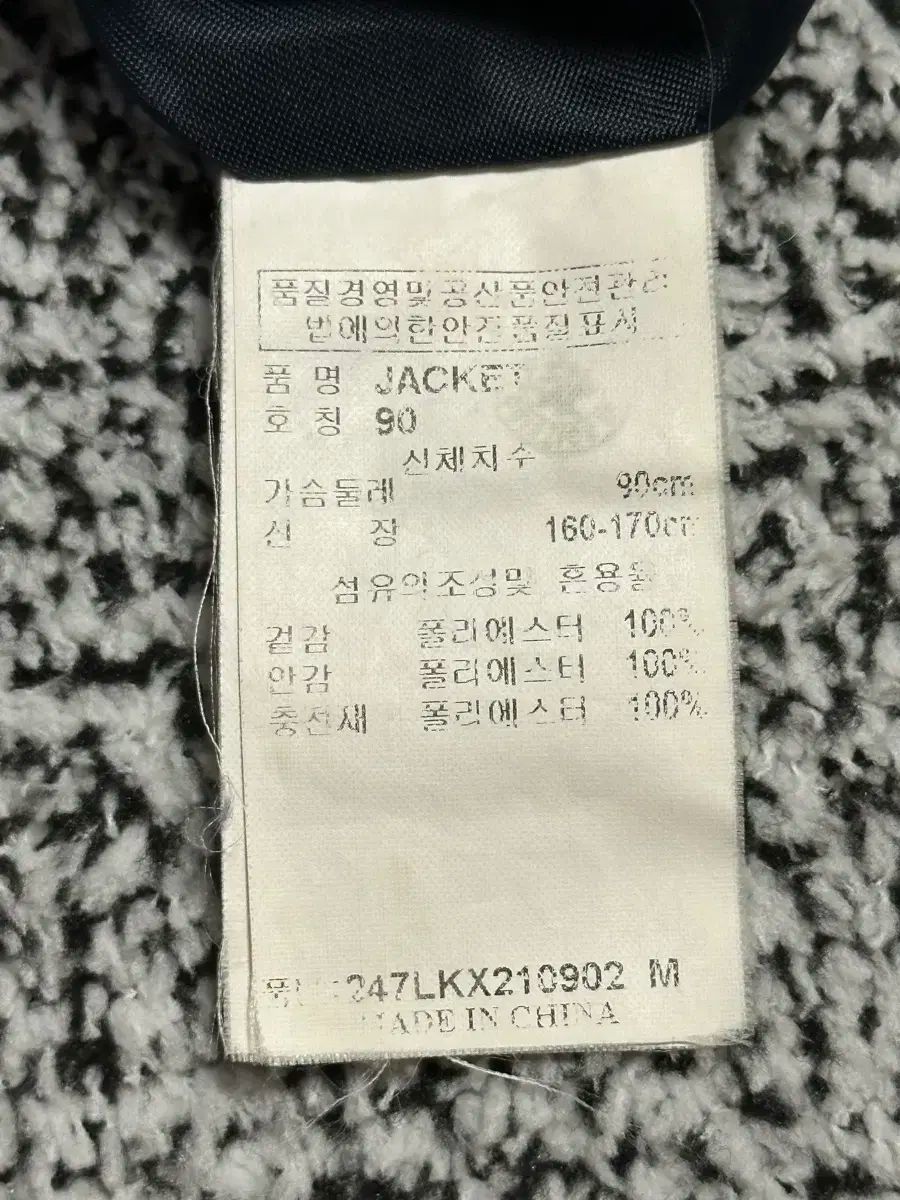 품질경영및공산품안전관리
법에의한안전품질표시
품 명 JACKET
호 칭 90
신체치수
가슴둘레 90cm
신 장 160-170cm
섬유의조성및 혼용율
겉감 폴리에스터 100%
안감 폴리에스터 100%
충전재 폴리에스터 100%
247LKX210902 M
MADE IN CHINA